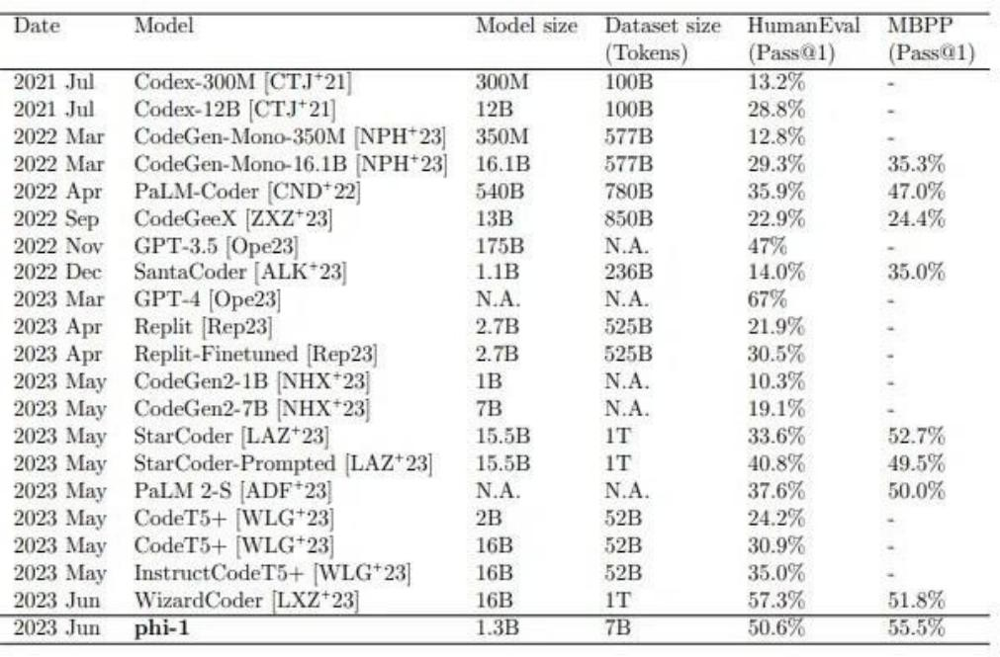 Date Model Model size Dataset size HumanEval MBPP
(Tokens) (Pass@1) (Pass@1)
2021 Jul Codex-300M [CTJ+21] 300M 100B 13.2% -
2021 Jul Codex-12B [CTJ+21] 12B 100B 28.8% -
2022 Mar CodeGen-Mono-350M [NPH+23] 350M 577B 12.8% -
2022 Mar CodeGen-Mono-16.1B [NPH+23] 16.1B 577B 29.3% 35.3%
2022 Apr PaLM-Coder [CND+22] 540B 780B 35.9% 47.0%
2022 Sep CodeGeeX [ZXZ+23] 13B 850B 22.9% 24.4%
2022 Nov GPT-3.5 [Ope23] 175B N.A. 47% -
2022 Dec SantaCoder [ALK+23] 1.1B 236B 14.0% 35.0%
2023 Mar GPT-4 [Ope23] N.A. N.A. 67% -
2023 Apr Replit [Rep23] 2.7B 525B 21.9% -
2023 Apr Replit-Finetuned [Rep23] 2.7B 525B 30.5% -
2023 May CodeGen2-1B [NHX+23] 1B N.A. 10.3% -
2023 May CodeGen2-7B [NHX+23] 7B N.A. 19.1% -
2023 May StarCoder [LAZ+23] 15.5B 1T 33.6% 52.7%
2023 May StarCoder-Prompted [LAZ+23] 15.5B 1T 40.8% 49.5%
2023 May PaLM 2-S [ADF+23] N.A. N.A. 37.6% 50.0%
2023 May CodeT5+ [WLG+23] 2B 52B 24.2% -
2023 May CodeT5+ [WLG+23] 16B 52B 30.9% -
2023 May InstructCodeT5+ [WLG+23] 16B 52B 35.0% -
2023 Jun WizardCoder [LXZ+23] 16B 1T 57.3% 51.8%
2023 Jun phi-1 1.3B 7B 50.6% 55.5%